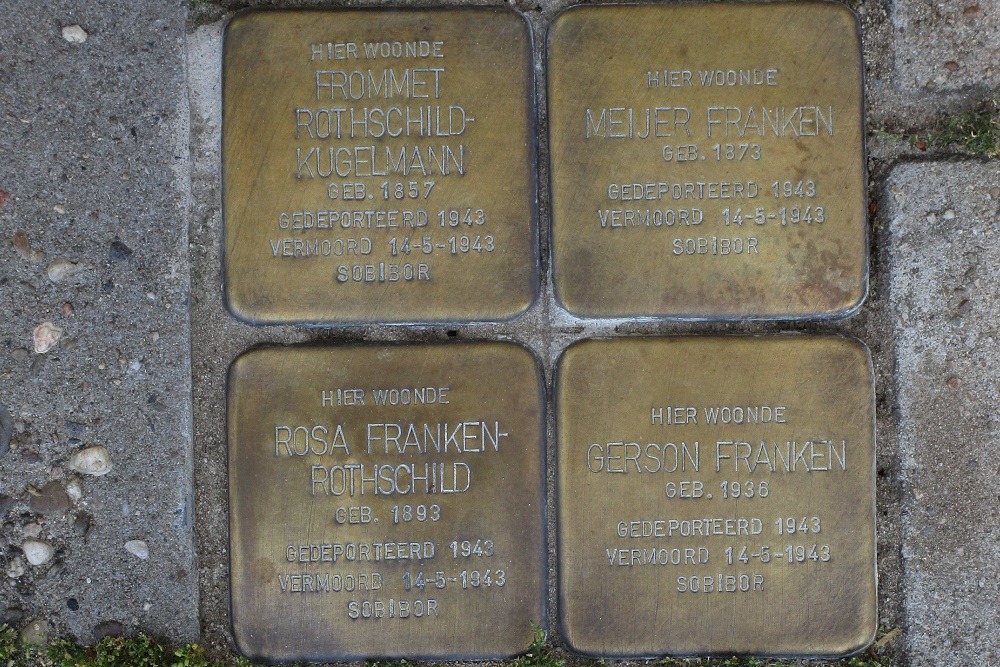 HIER WOONDE
FROMMET
ROTHSCHILD-
KUGELMANN
GEB. 1857
GEDEPORTEERD 1943
VERMOORD 14-5-1943
SOBIBOR
HIER WOONDE
MEIJER FRANKEN
GEB. 1873
GEDEPORTEERD 1943
VERMOORD 14-5-1943
SOBIBOR
HIER WOONDE
ROSA FRANKEN-
ROTHSCHILD
GEB. 1893
GEDEPORTEERD 1943
VERMOORD 14-5-1943
SOBIBOR
HIER WOONDE
GERSON FRANKEN
GEB. 1936
GEDEPORTEERD 1943
VERMOORD 14-5-1943
SOBIBOR